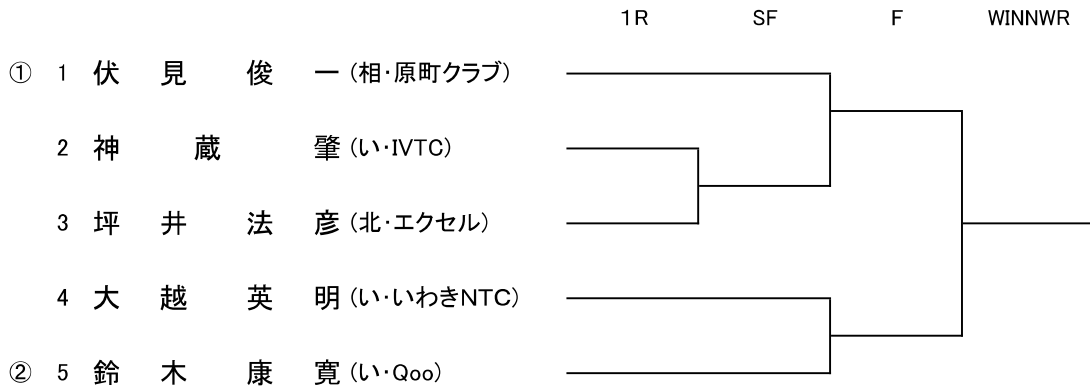 1R SF F WINNWR
① 1 伏見俊一 (相・原町クラブ)
2 神蔵肇 (い・IVTC)
3 坪井法彦 (北・エクセル)
4 大越英明 (い・いわきNTC)
② 5 鈴木康寛 (い・Qoo)